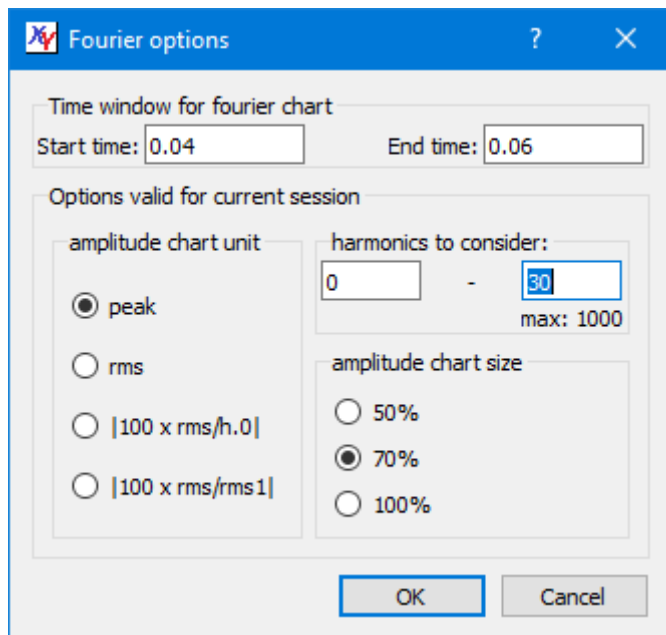 XY Fourier options ? ×
Time window for fourier chart
Start time: 0.04 End time: 0.06
Options valid for current session
amplitude chart unit
peak
rms
|100 x rms/h.0|
|100 x rms/rms1|
harmonics to consider:
0 - 30
max: 1000
amplitude chart size
50%
70%
100%
OK Cancel